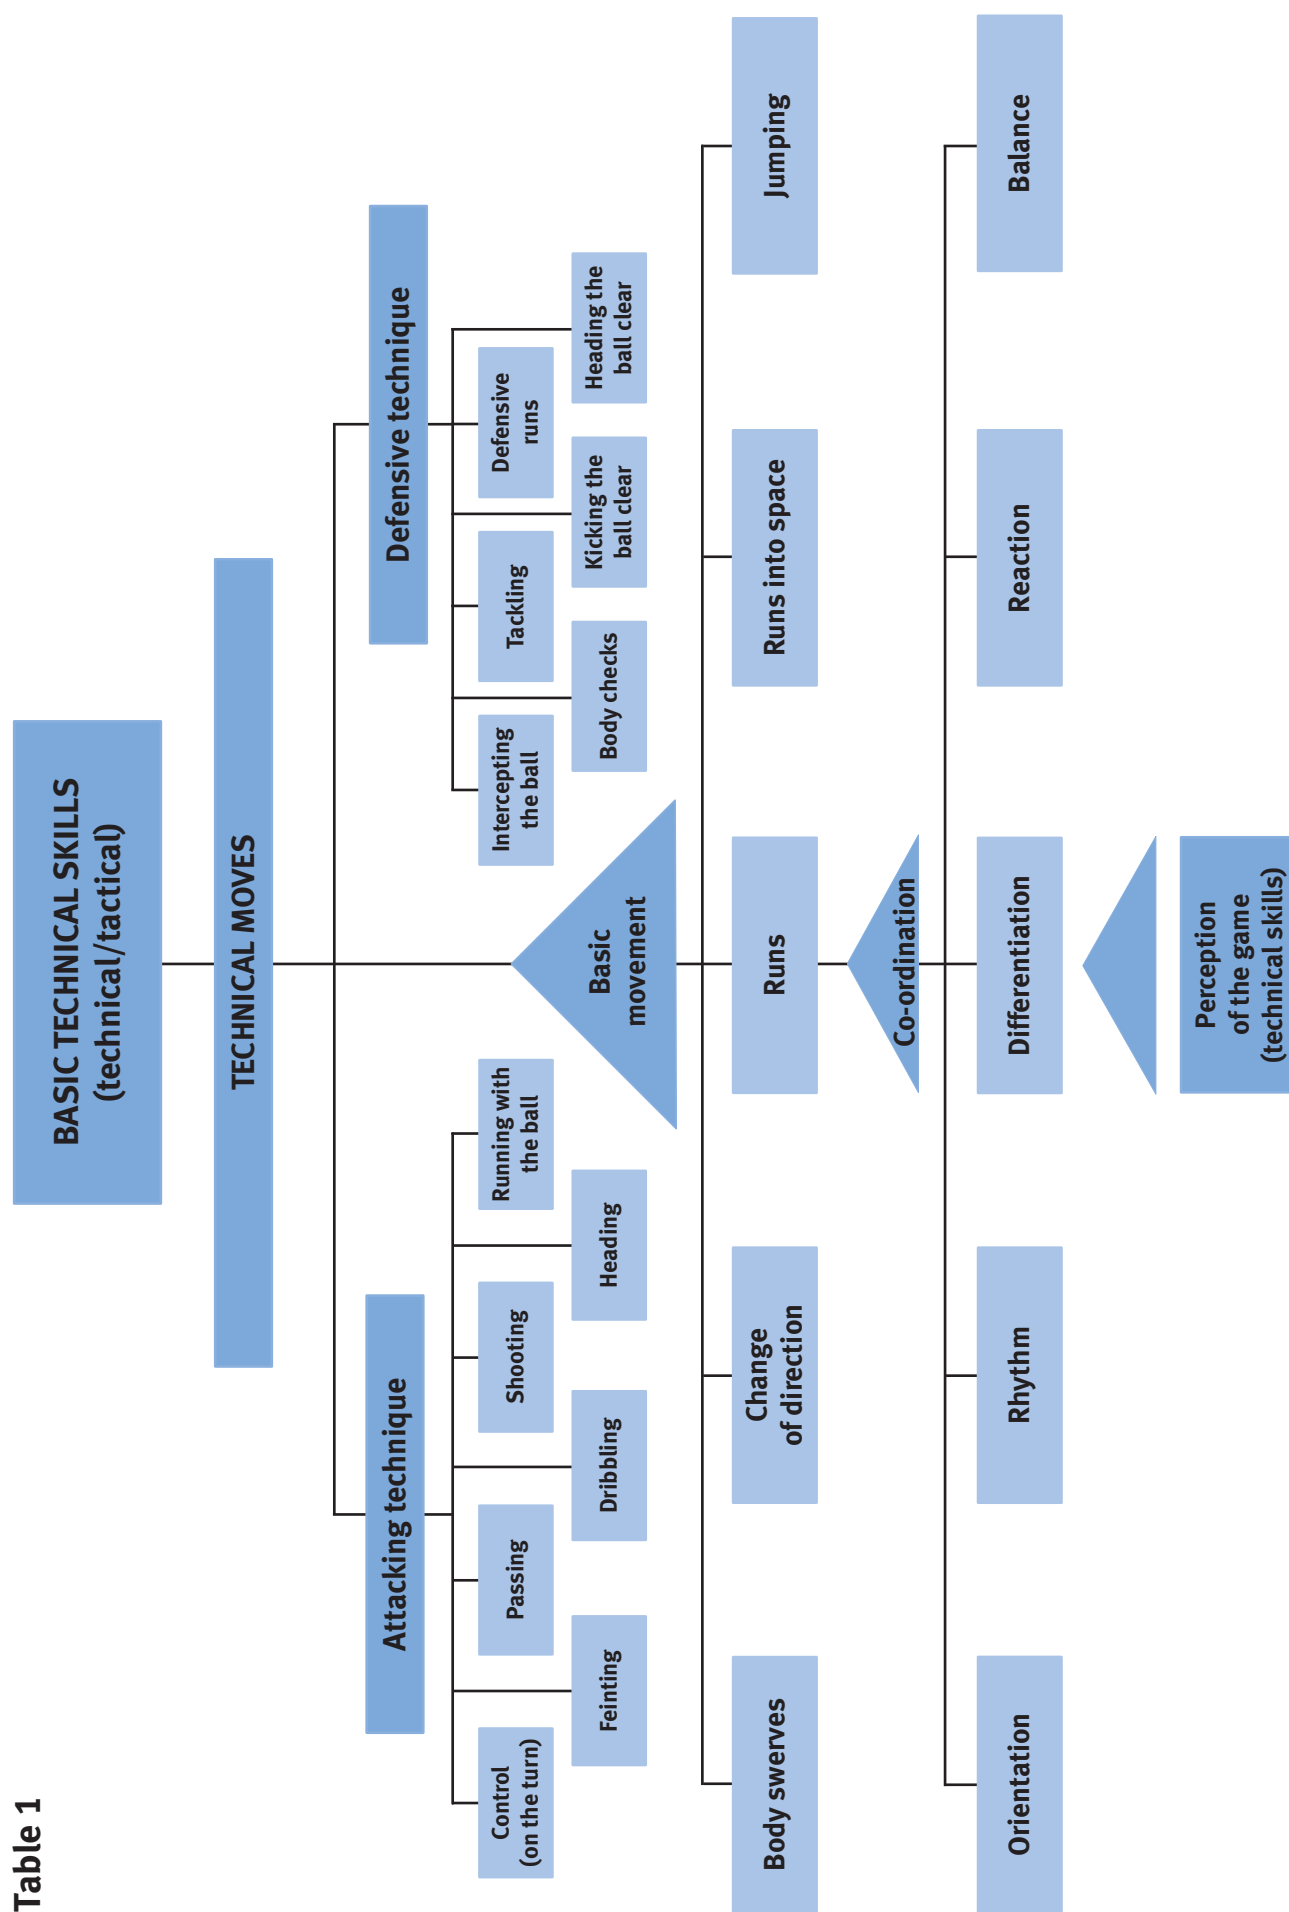 Table 1
BASIC TECHNICAL SKILLS
(technical/tactical)
TECHNICAL MOVES
Attacking technique
Defensive technique
Control
(on the turn)
Passing
Shooting
Running with
the ball
Intercepting
the ball
Tackling
Defensive
runs
Feinting
Dribbling
Heading
Body checks
Kicking the
ball clear
Heading the
ball clear
Basic
movement
Body swerves
Change
of direction
Runs
Runs into space
Jumping
Co-ordination
Orientation
Rhythm
Differentiation
Reaction
Balance
Perception
of the game
(technical skills)